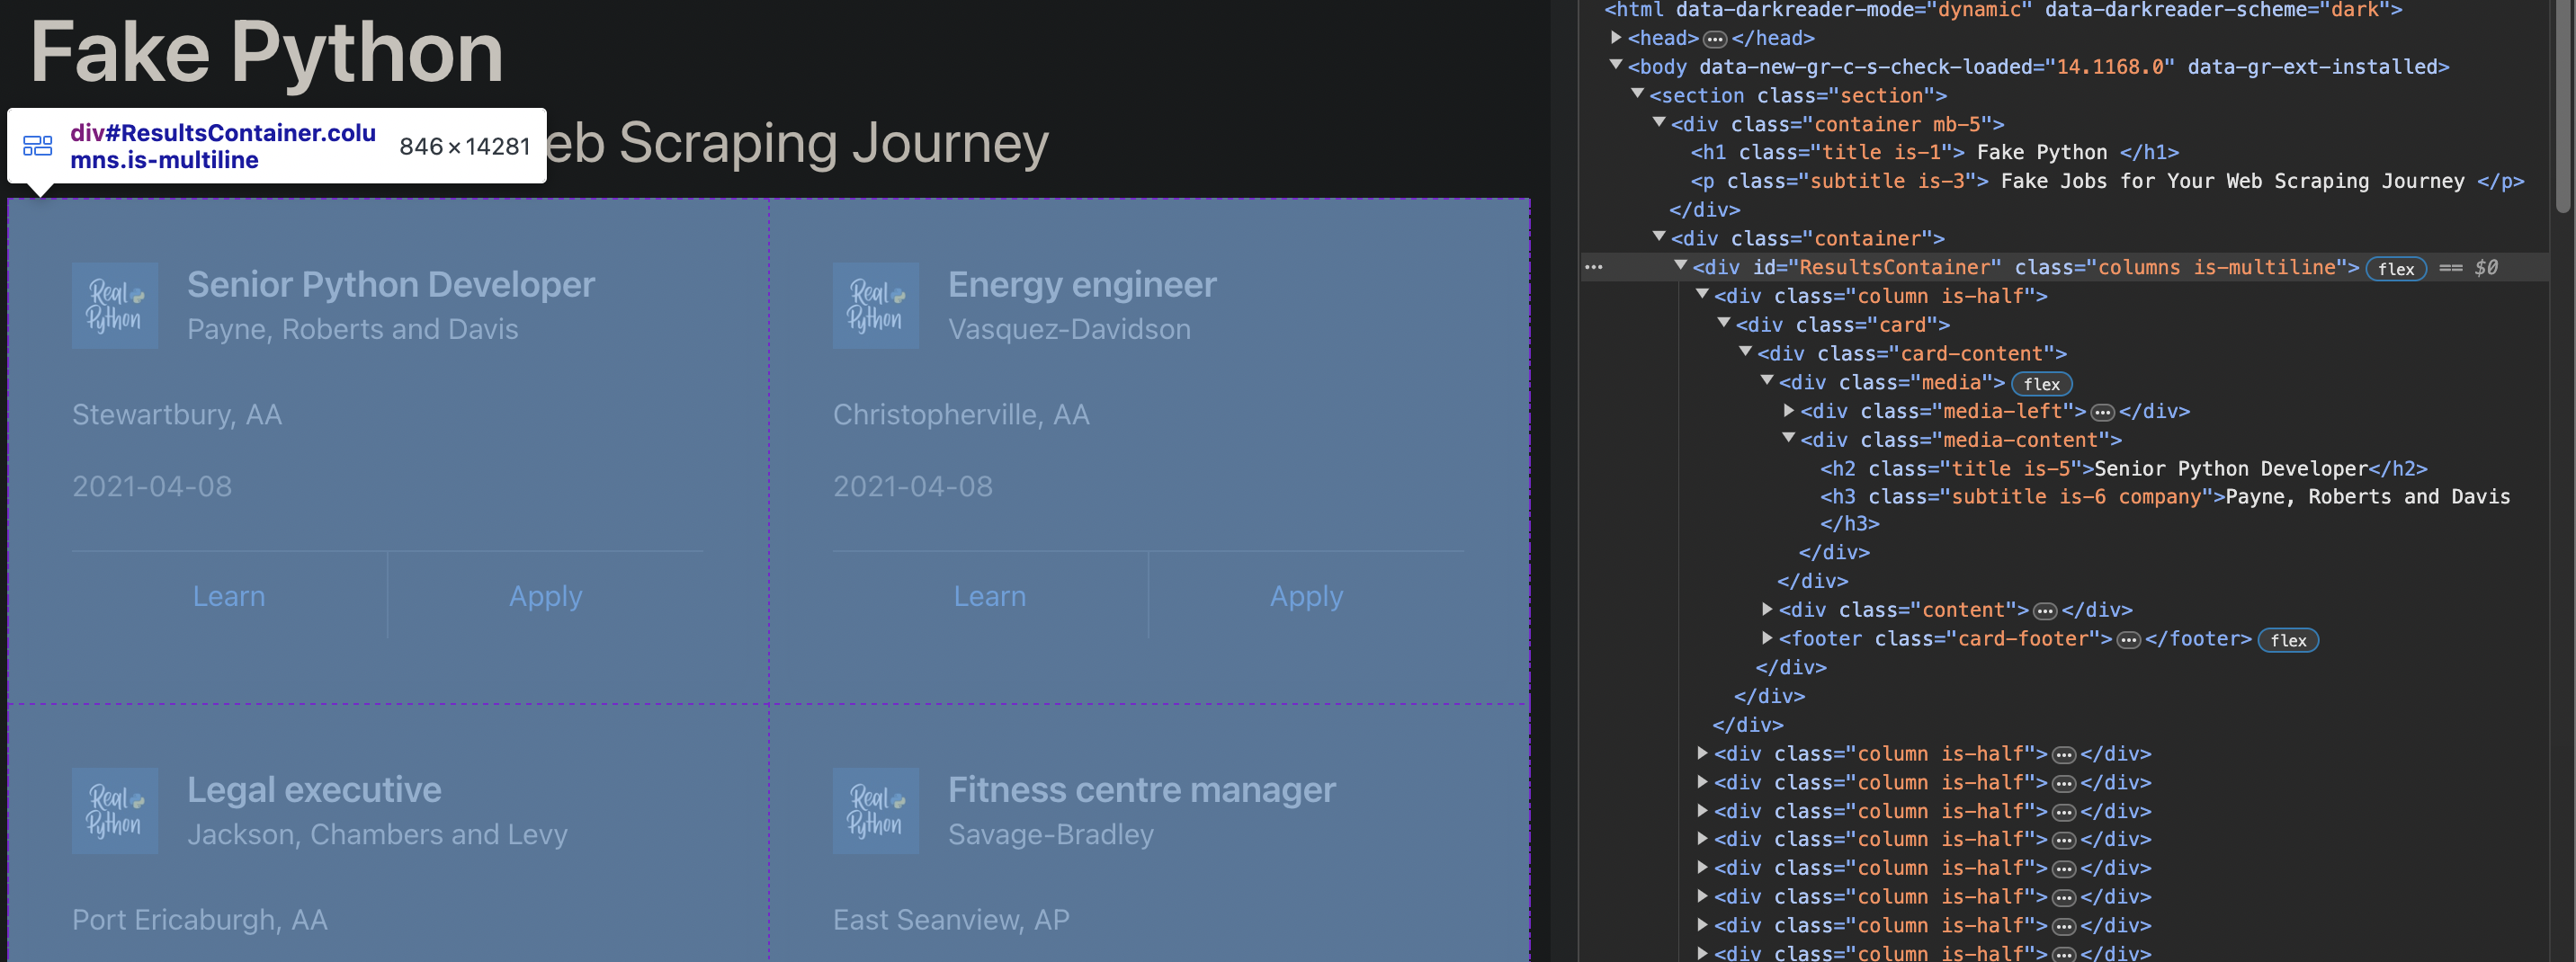 Fake Python
div#ResultsContainer.colu
mns.is-multiline
846 × 14281
eb Scraping Journey
Real
Python
Senior Python Developer
Payne, Roberts and Davis
Stewartbury, AA
2021-04-08
Learn
Apply
Real
Python
Energy engineer
Vasquez-Davidson
Christopherville, AA
2021-04-08
Learn
Apply
Real
Python
Legal executive
Jackson, Chambers and Levy
Port Ericaburgh, AA
Real
Python
Fitness centre manager
Savage-Bradley
East Seanview, AP
<html data-darkreader-mode="dynamic" data-darkreader-scheme="dark">
<head>…</head>
<body data-new-gr-c-s-check-loaded="14.1168.0" data-gr-ext-installed>
<section class="section">
<div class="container mb-5">
<h1 class="title is-1"> Fake Python </h1>
<p class="subtitle is-3"> Fake Jobs for Your Web Scraping Journey </p>
</div>
<div class="container">
… <div id="ResultsContainer" class="columns is-multiline"> flex == $0
<div class="column is-half">
<div class="card">
<div class="card-content">
<div class="media"> flex
<div class="media-left">…</div>
<div class="media-content">
<h2 class="title is-5">Senior Python Developer</h2>
<h3 class="subtitle is-6 company">Payne, Roberts and Davis
</h3>
</div>
</div>
<div class="content">…</div>
<footer class="card-footer">…</footer> flex
</div>
</div>
</div>
<div class="column is-half">…</div>
<div class="column is-half">…</div>
<div class="column is-half">…</div>
<div class="column is-half">…</div>
<div class="column is-half">…</div>
<div class="column is-half">…</div>
<div class="column is-half">…</div>
<div class="column is-half">…</div>